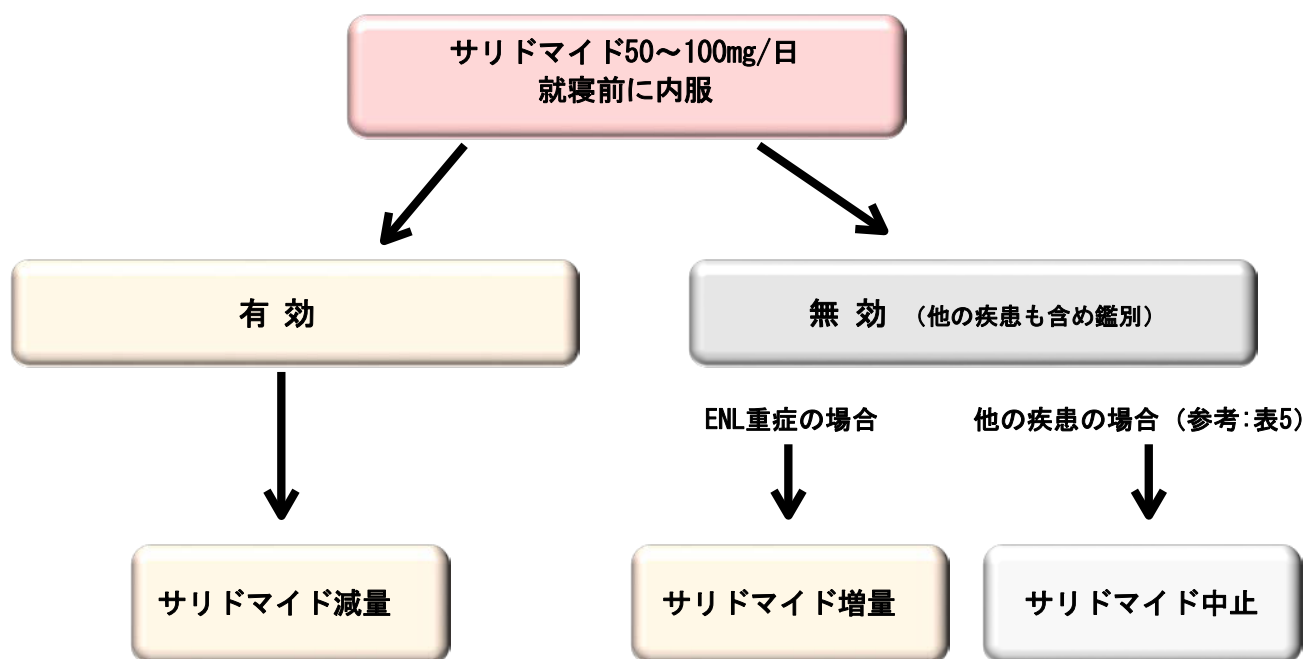 サリドマイド50～100mg/日
就寝前に内服
有 効
無 効 （他の疾患も含め鑑別）
ENL重症の場合
他の疾患の場合（参考:表5）
サリドマイド減量
サリドマイド増量
サリドマイド中止